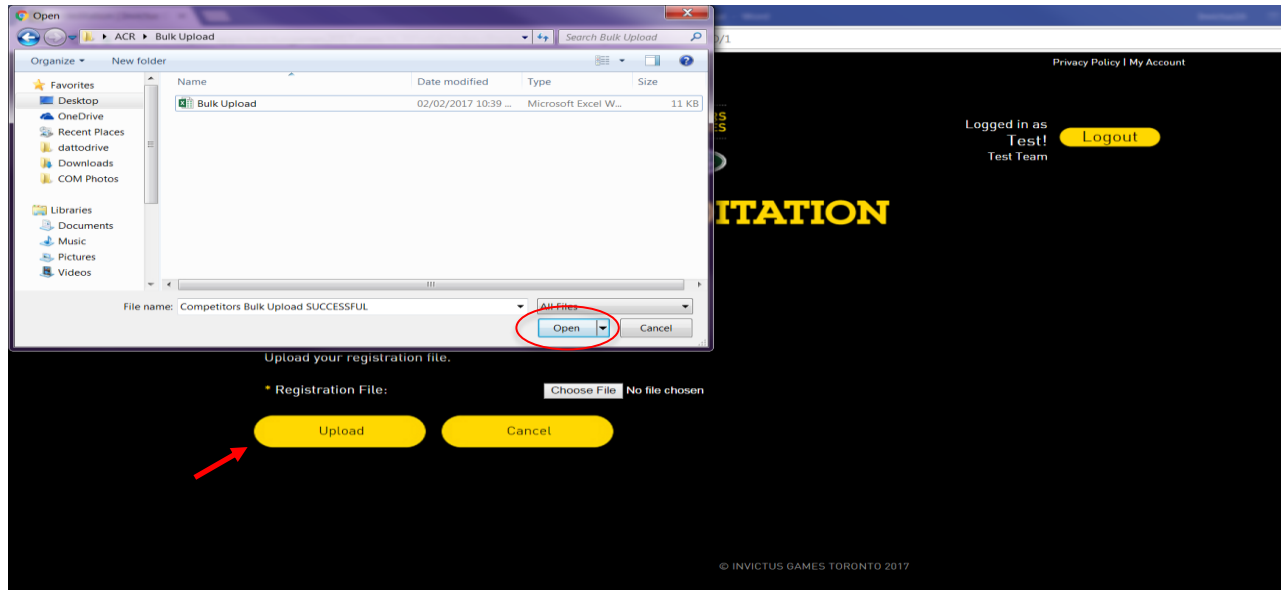 Open
ACR ▸ Bulk Upload
Search Bulk Upload
Organize
New folder
Name
Date modified
Type
Size
Favorites
Desktop
OneDrive
Recent Places
dattodrive
Downloads
COM Photos
Libraries
Documents
Music
Pictures
Videos
Bulk Upload
02/02/2017 10:39 ...
Microsoft Excel W...
11 KB
File name:
Competitors Bulk Upload SUCCESSFUL
All Files
Open
Cancel
/1
Privacy Policy | My Account
Logged in as
Test!
Test Team
Logout
ITATION
Upload your registration file.
* Registration File:
Choose File No file chosen
Upload
Cancel
© INVICTUS GAMES TORONTO 2017